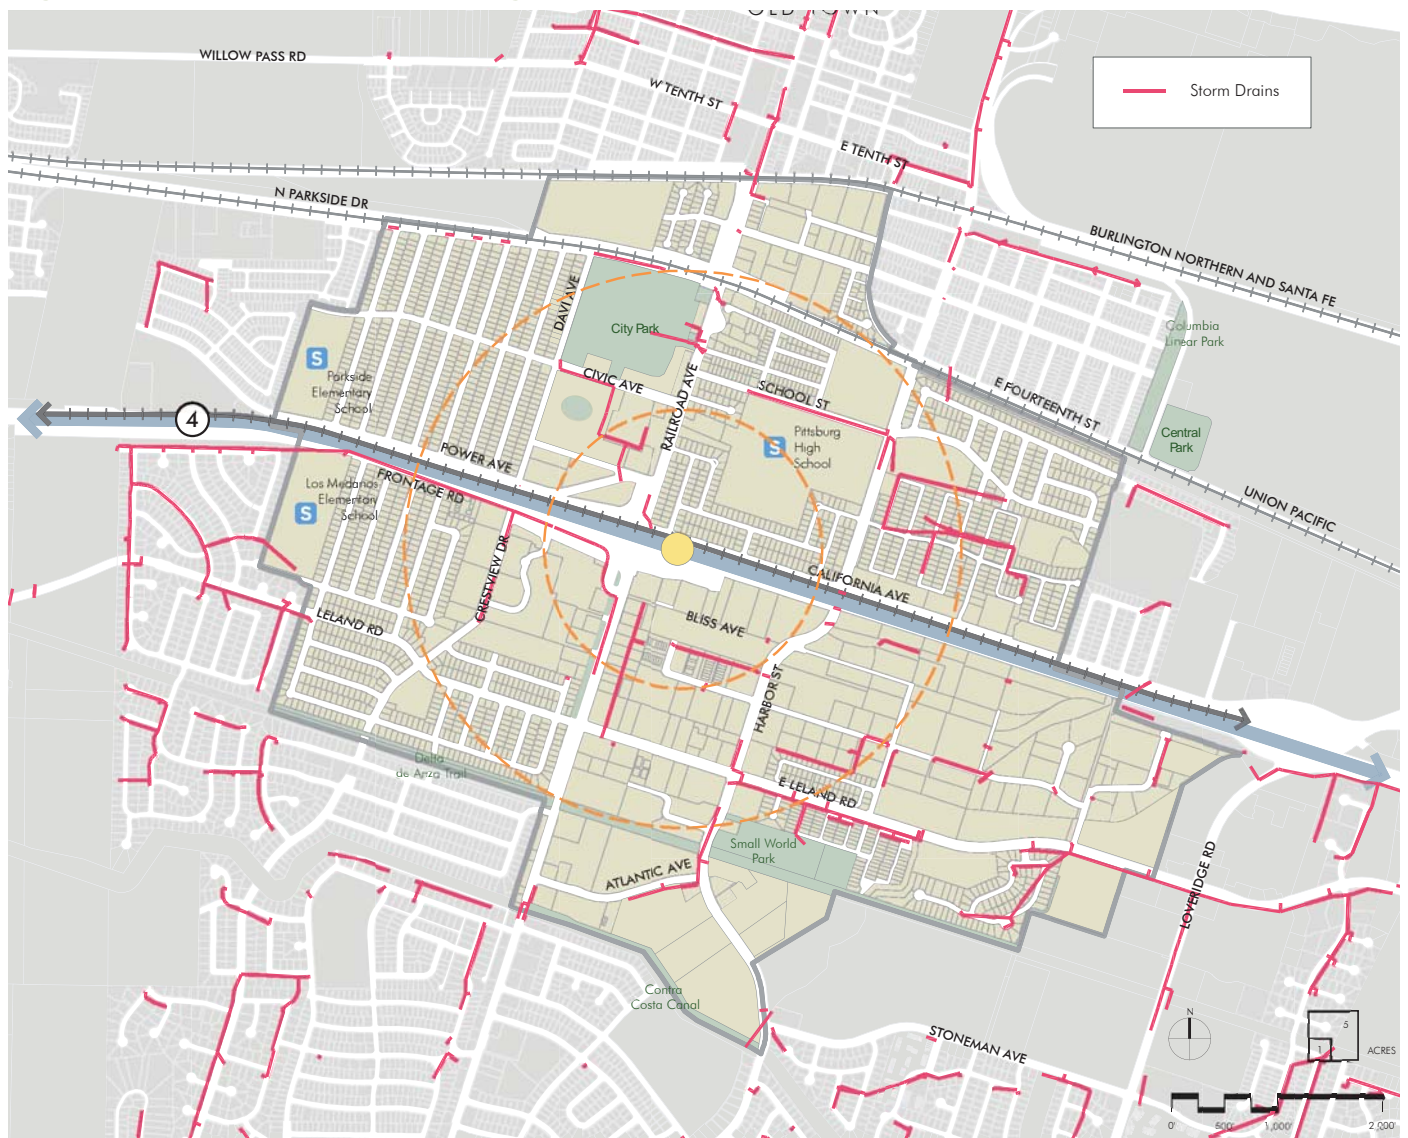 OLD TOWN
WILLOW PASS RD
W TENTH ST
Storm Drains
E TENTH ST
N PARKSIDE DR
BURLINGTON NORTHERN AND SANTA FE
DAVI AVE
City Park
Columbia
Linear Park
Parkside
Elementary
School
S
CIVIC AVE
RAILROAD AVE
SCHOOL ST
E FOURTEENTH ST
4
Central
Park
S
Pittsburg
High
School
POWER AVE
FRONTAGE RD
Los Medanos
Elementary
School
S
UNION PACIFIC
CRESTVIEW DR
CALIFORNIA AVE
LELAND RD
BLISS AVE
HARBOR ST
Delta
de Anza Trail
E LELAND RD
Small World
Park
ATLANTIC AVE
LOVERIDGE RD
Contra
Costa Canal
STONEMAN AVE
N
5
1
ACRES
0'
500'
1,000'
2,000'